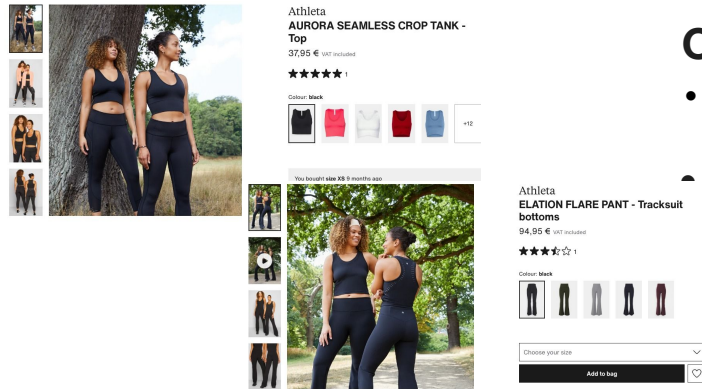 Athleta
AURORA SEAMLESS CROP TANK -
Top
37,95 € VAT included
1
Colour: black
+12
You bought size XS 9 months ago
Athleta
ELATION FLARE PANT - Tracksuit
bottoms
94,95 € VAT included
1
Colour: black
Choose your size
Add to bag